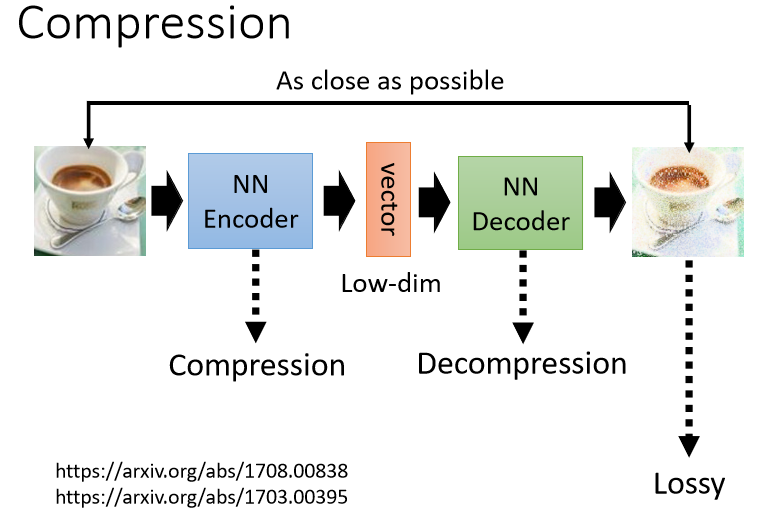 Compression
As close as possible
NN
Encoder
vector
NN
Decoder
Low-dim
Compression
Decompression
Lossy
https://arxiv.org/abs/1708.00838
https://arxiv.org/abs/1703.00395